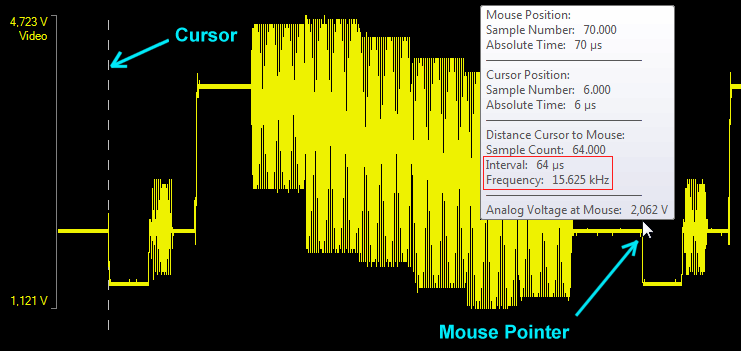 4,723 V
Video
Cursor
Mouse Position:
Sample Number: 70.000
Absolute Time: 70 µs
Cursor Position:
Sample Number: 6.000
Absolute Time: 6 µs
Distance Cursor to Mouse:
Sample Count: 64.000
Interval: 64 µs
Frequency: 15.625 kHz
Analog Voltage at Mouse: 2,062 V
1,121 V
Mouse Pointer